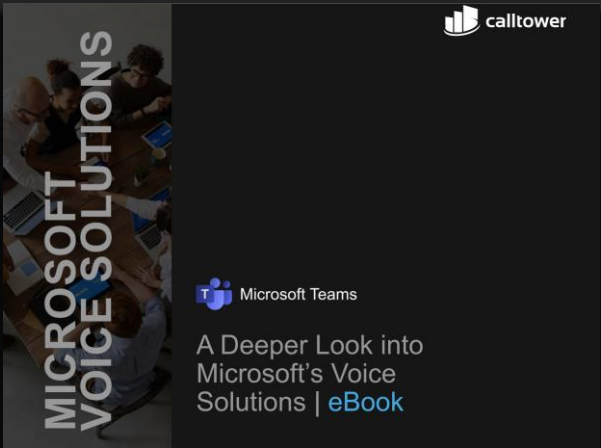 calltower
MICROSOFT
VOICE SOLUTIONS
T
Microsoft Teams
A Deeper Look into
Microsoft's Voice
Solutions | eBook